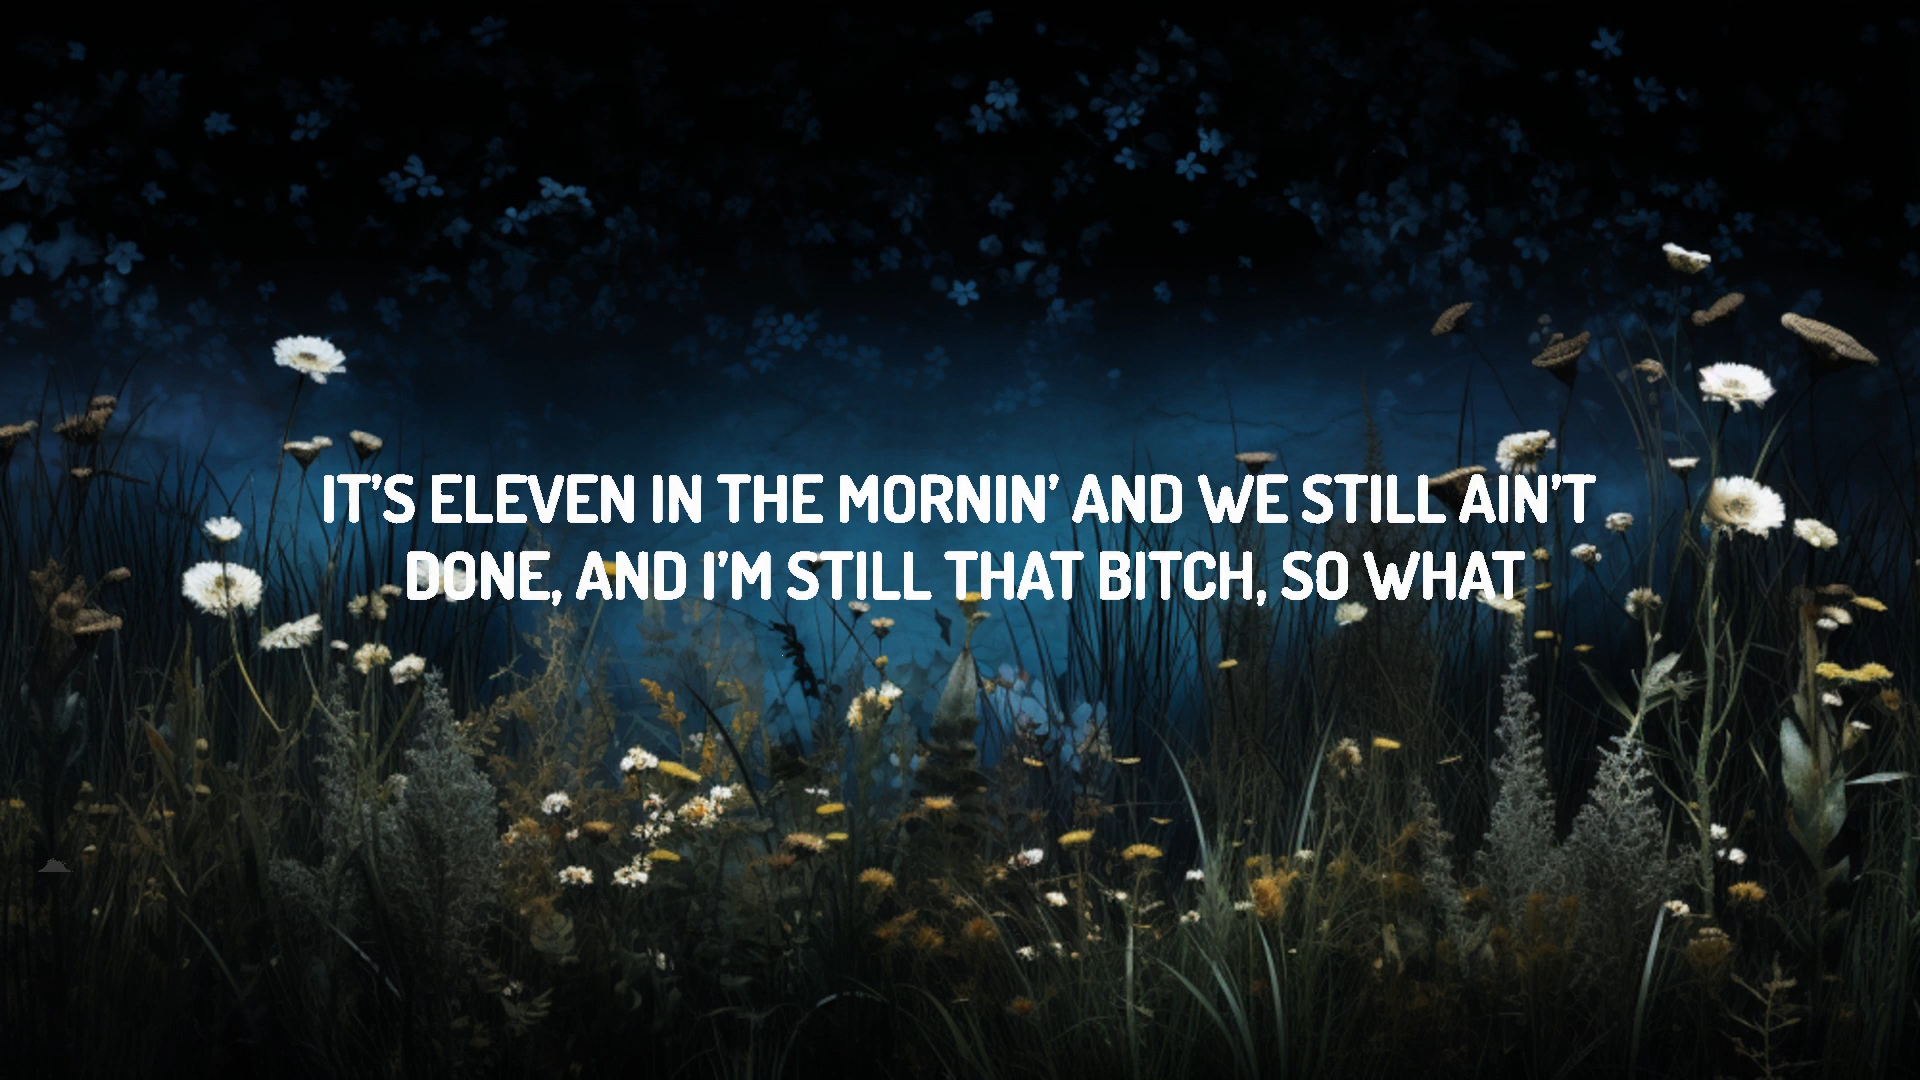 IT’S ELEVEN IN THE MORNIN’ AND WE STILL AIN’T
DONE, AND I’M STILL THAT BITCH, SO WHAT